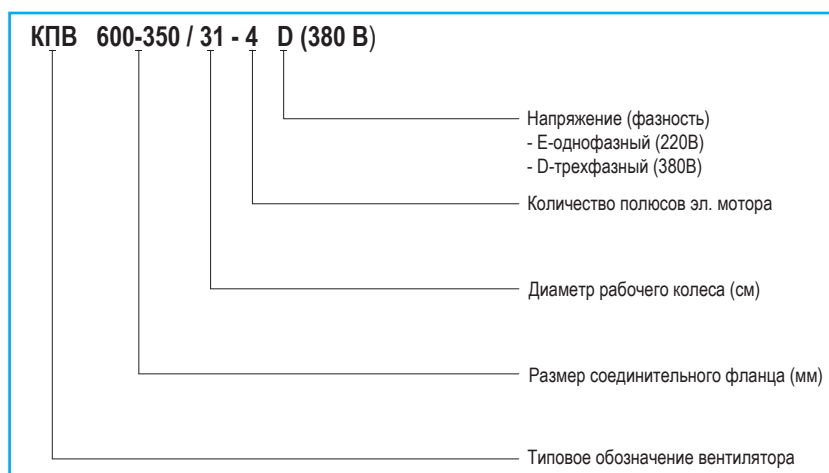 КПВ 600-350 / 31 - 4 D (380 В)
Напряжение (фазность)
- Е-однофазный (220В)
- D-трехфазный (380В)
Количество полюсов эл. мотора
Диаметр рабочего колеса (см)
Размер соединительного фланца (мм)
Типовое обозначение вентилятора